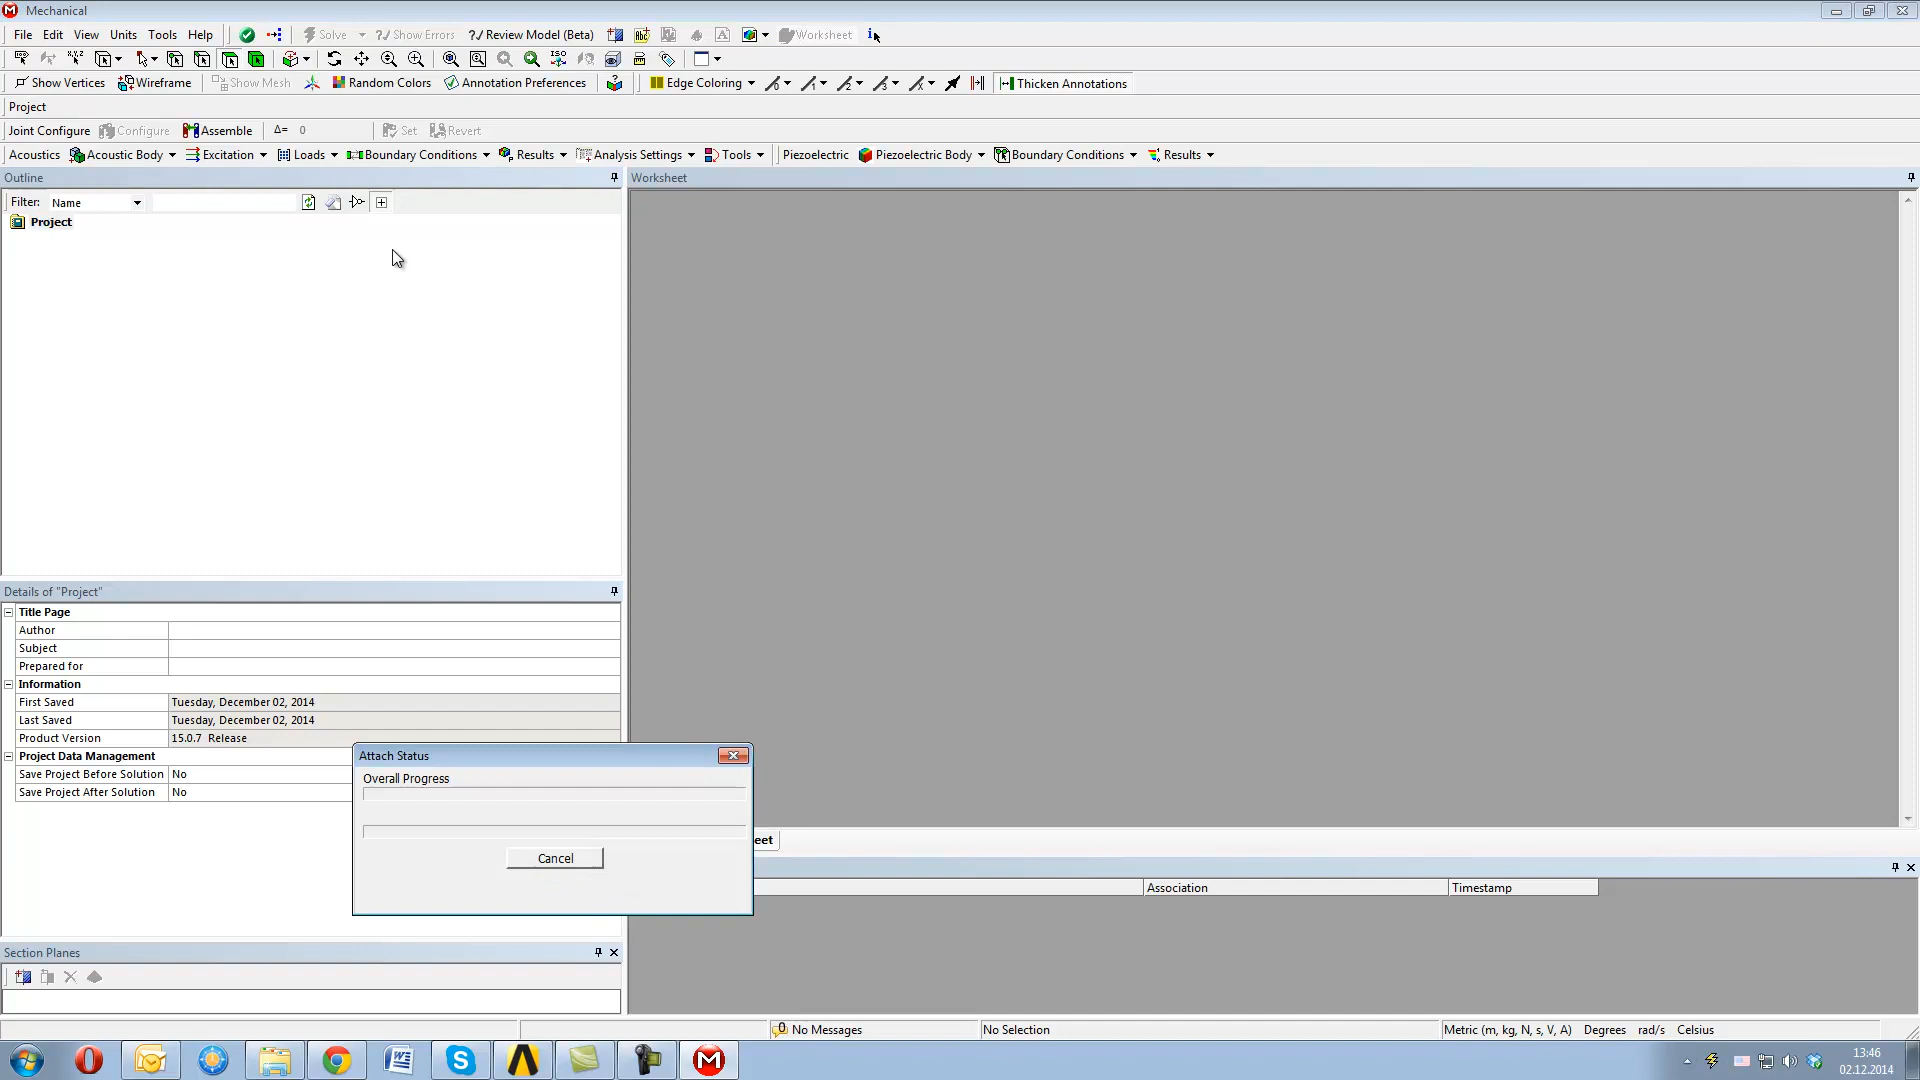 Mechanical
File Edit View Units Tools Help Solve Show Errors Review Model (Beta) Worksheet
Show Vertices Wireframe Show Mesh Random Colors Annotation Preferences Edge Coloring Thicken Annotations
Project
Joint Configure Configure Assemble Δ= 0 Set Revert
Acoustics Acoustic Body Excitation Loads Boundary Conditions Results Analysis Settings Tools Piezoelectric Piezoelectric Body Boundary Conditions Results
Outline
Worksheet
Filter: Name
Project
Details of "Project"
Title Page
Author
Subject
Prepared for
Information
First Saved Tuesday, December 02, 2014
Last Saved Tuesday, December 02, 2014
Product Version 15.0.7 Release
Project Data Management
Save Project Before Solution No
Save Project After Solution No
Attach Status
Overall Progress
Cancel
eet
Association Timestamp
Section Planes
No Messages No Selection Metric (m, kg, N, s, V, A) Degrees rad/s Celsius
13:46
02.12.2014